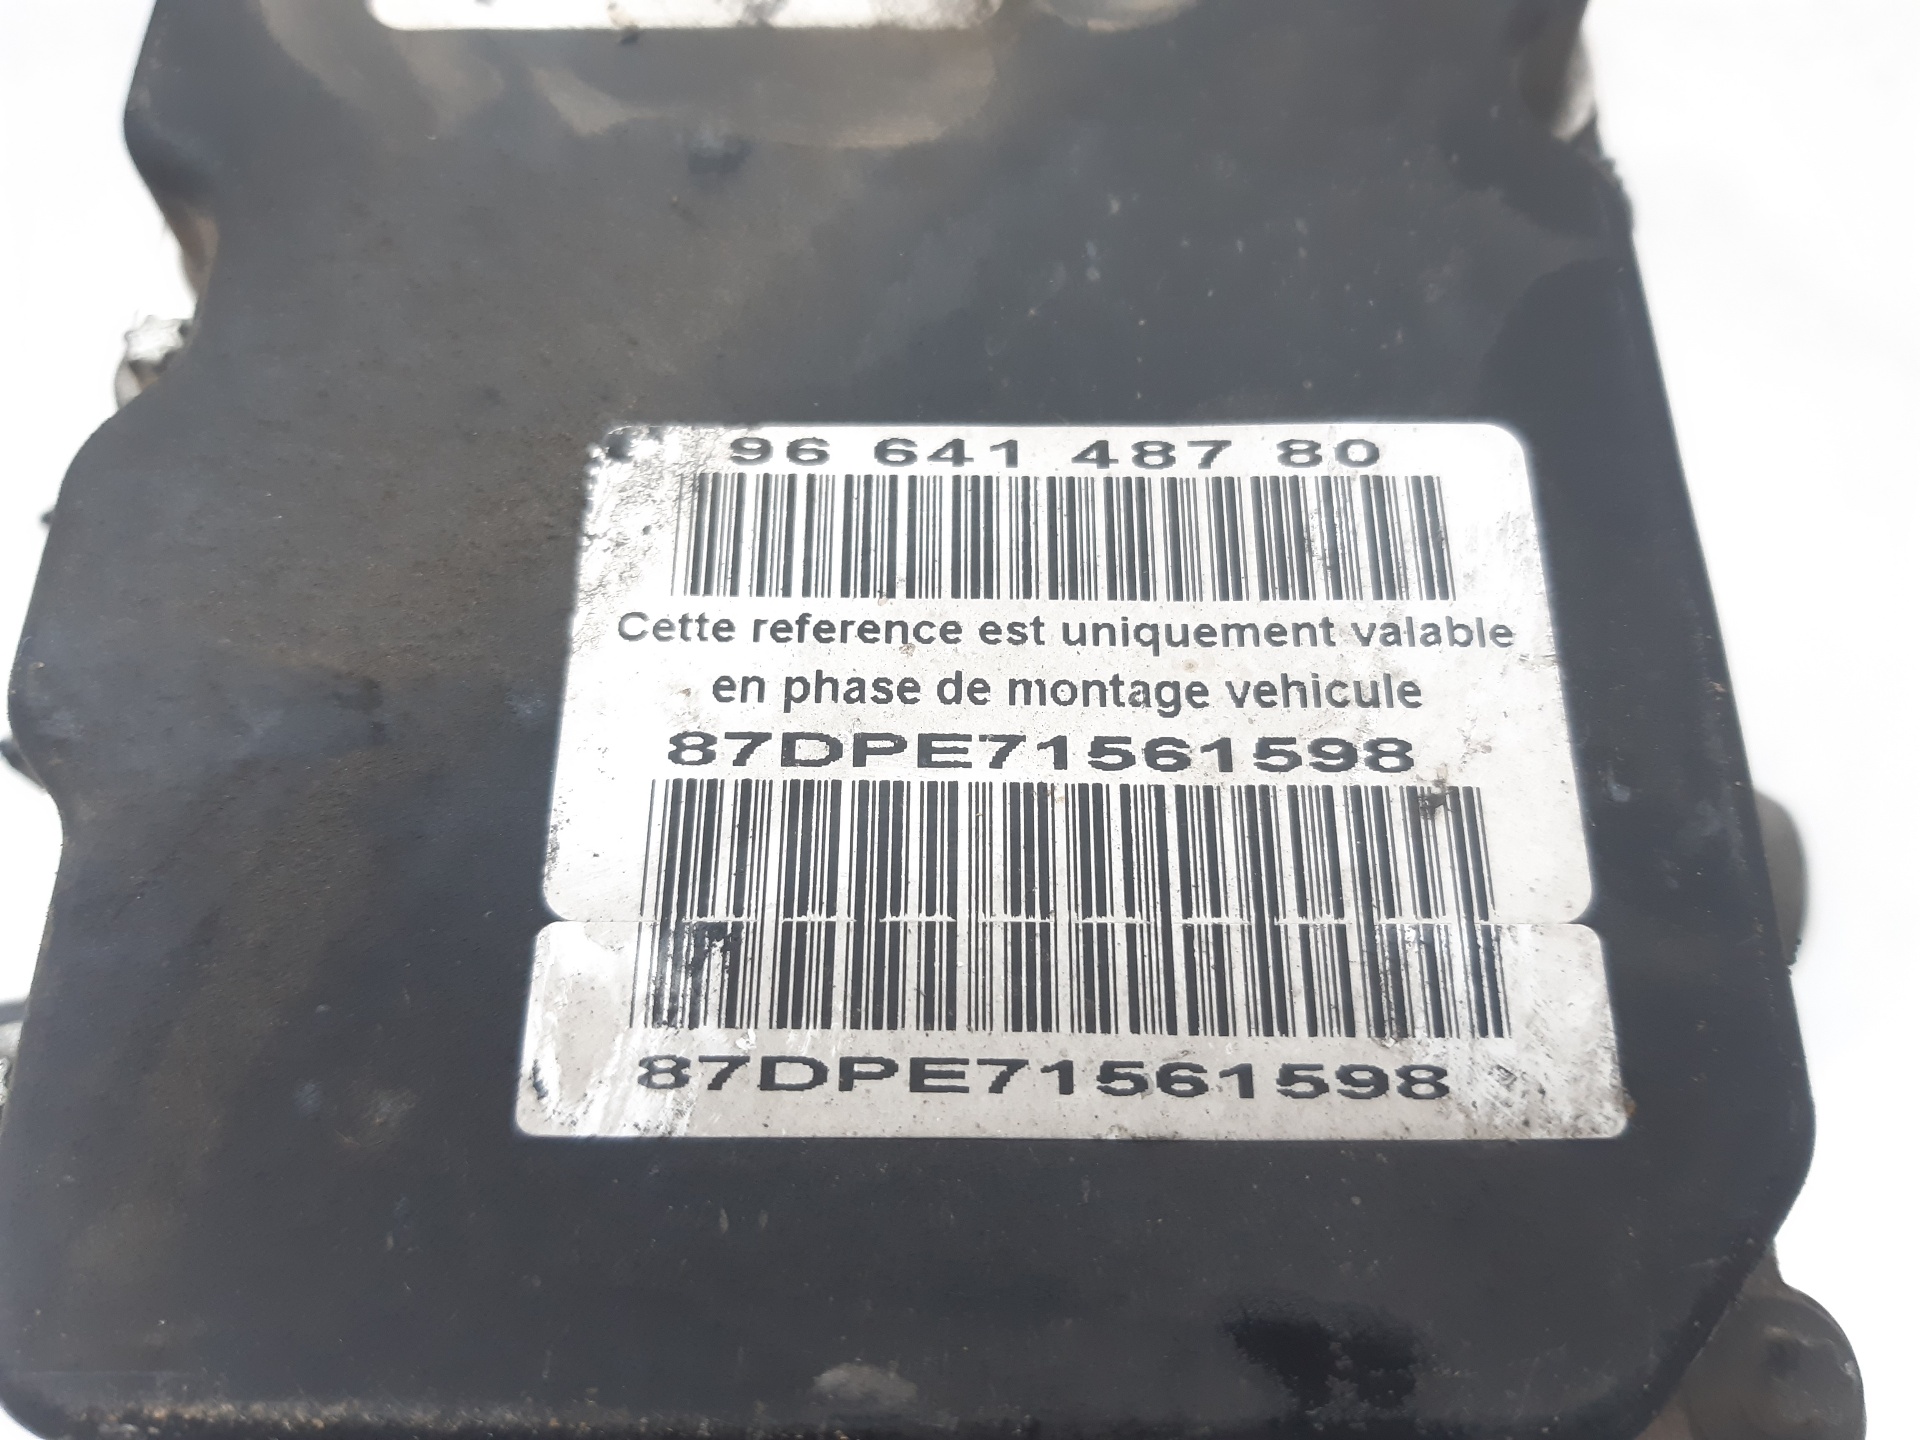 96 641 487 80
Cette reference est uniquement valable
en phase de montage vehicule
87DPE71561598
87DPE71561598